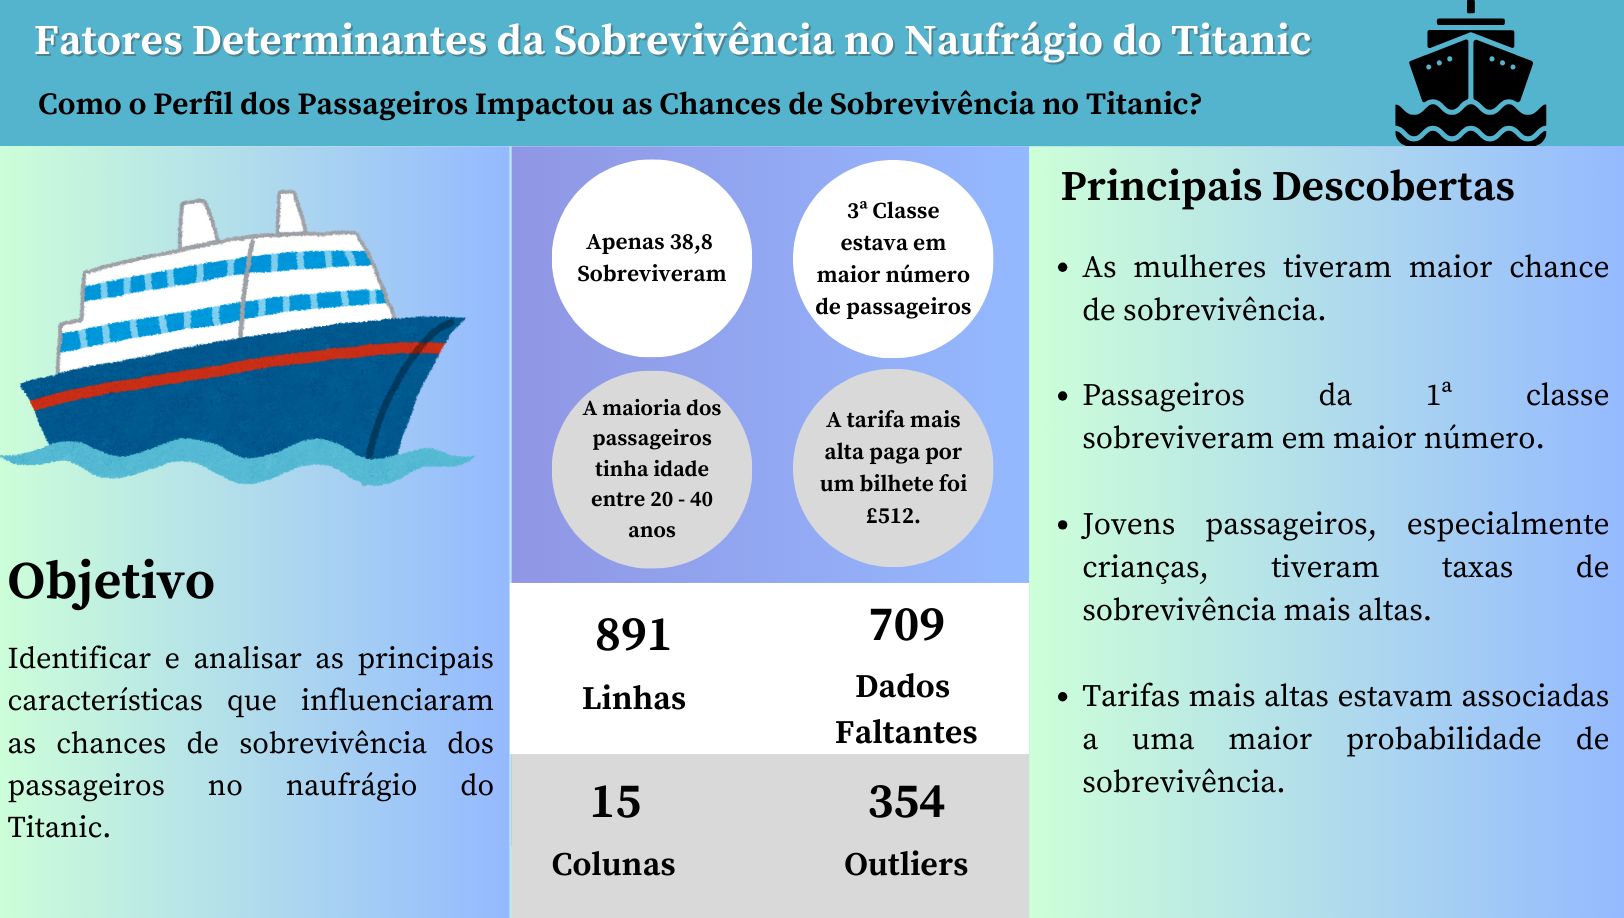 Fatores Determinantes da Sobrevivência no Naufrágio do Titanic
Como o Perfil dos Passageiros Impactou as Chances de Sobrevivência no Titanic?
Objetivo
Identificar e analisar as principais
características que influenciaram
as chances de sobrevivência dos
passageiros no naufrágio do
Titanic.
Apenas 38,8
Sobreviveram
3ª Classe
estava em
maior número
de passageiros
A maioria dos
passageiros
tinha idade
entre 20 - 40
anos
A tarifa mais
alta paga por
um bilhete foi
£512.
891
Linhas
709
Dados
Faltantes
15
Colunas
354
Outliers
Principais Descobertas
• As mulheres tiveram maior chance
de sobrevivência.
• Passageiros da 1ª classe
sobreviveram em maior número.
• Jovens passageiros, especialmente
crianças, tiveram taxas de
sobrevivência mais altas.
• Tarifas mais altas estavam associadas
a uma maior probabilidade de
sobrevivência.